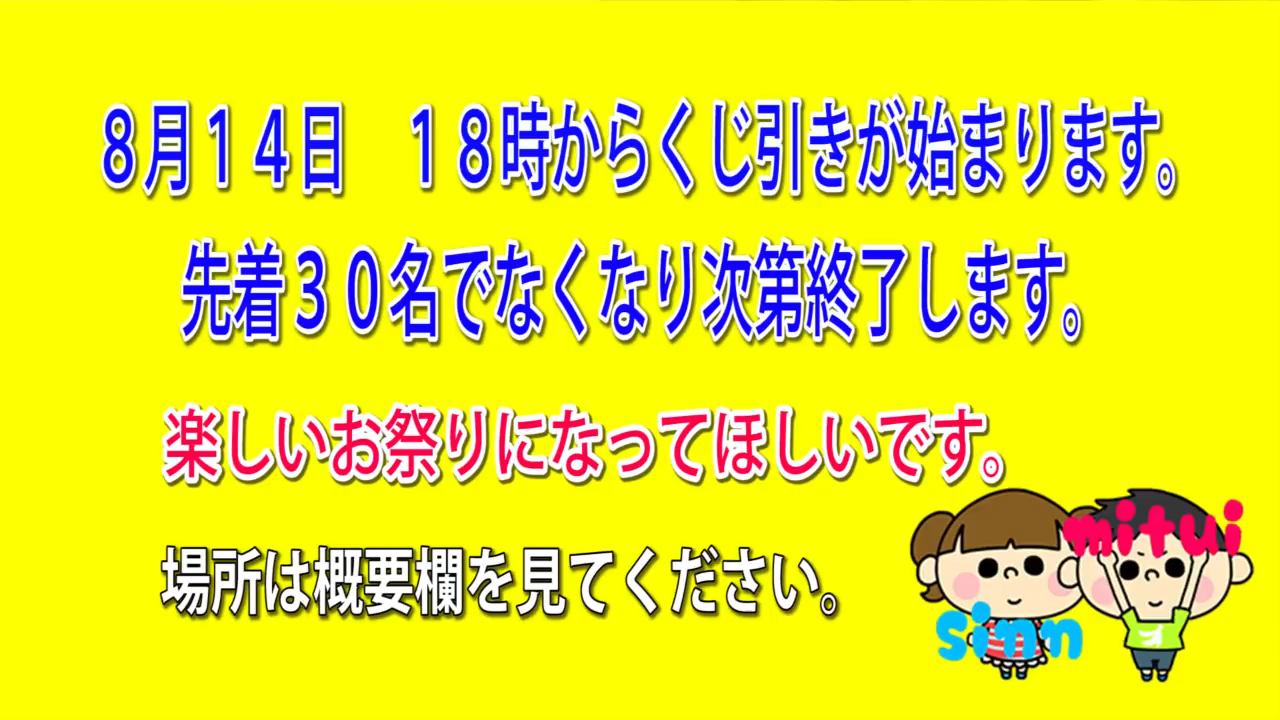 ８月１４日　１８時からくじ引きが始まります。
先着３０名でなくなり次第終了します。
楽しいお祭りになってほしいです。
場所は概要欄を見てください。
mitui
sinn